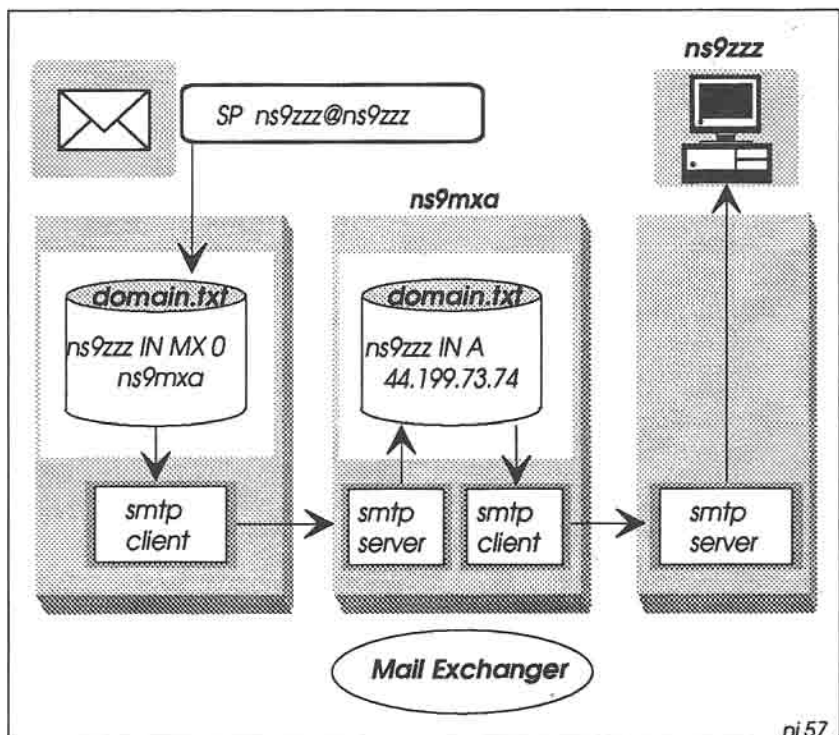 ns9zzz
SP ns9zzz@ns9zzz
ns9mxa
domain.txt
ns9zzz IN MX 0
ns9mxa
domain.txt
ns9zzz IN A
44.199.73.74
smtp
client
smtp
server
smtp
client
smtp
server
Mail Exchanger
pi 57